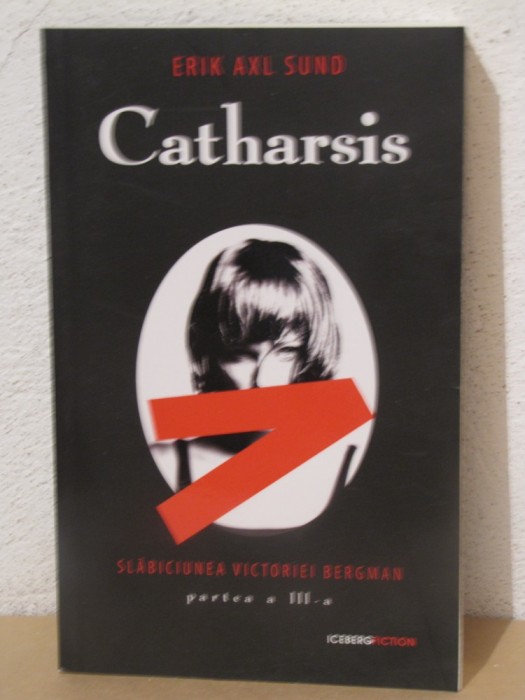 ERIK AXL SUND
Catharsis
SLĂBICIUNEA VICTORIEI BERGMAN
partea a III-a
ICEBERGFICTION